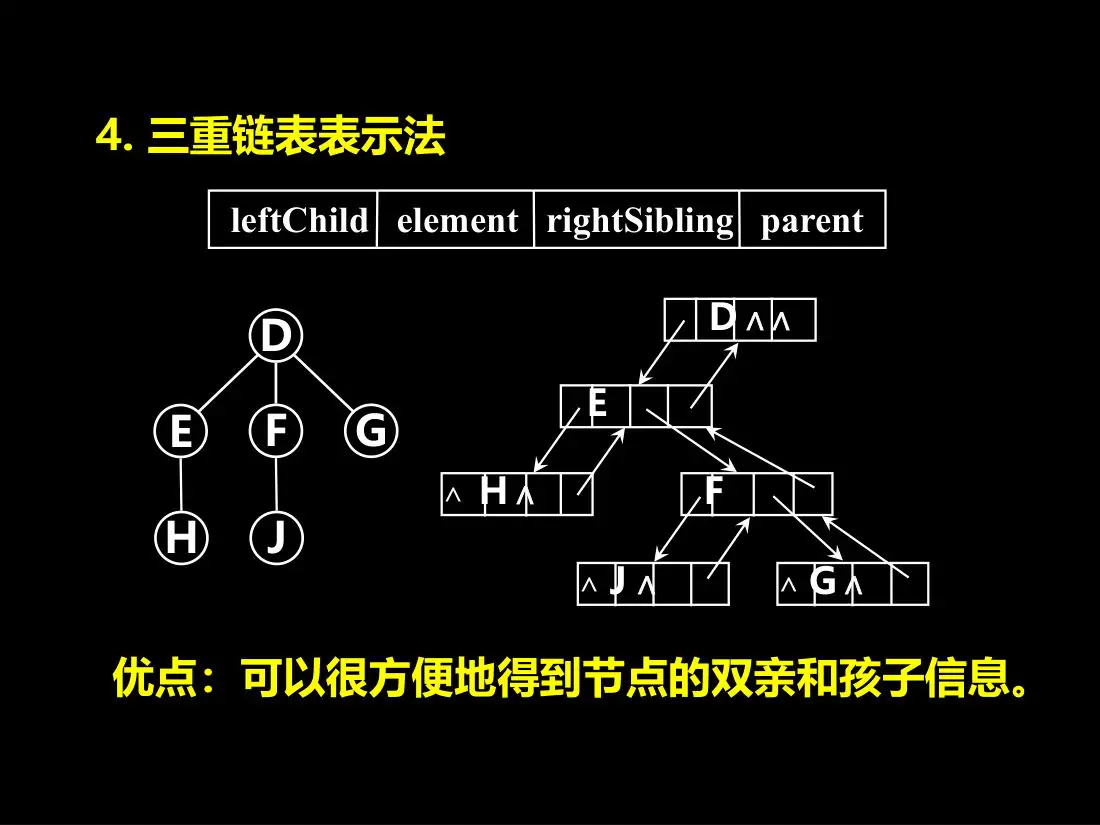 4. 三重链表表示法
leftChild element rightSibling parent
D
E F G
H J
D ∧ ∧
E
∧ H ∧
F
∧ J ∧
∧ G ∧
优点：可以很方便地得到节点的双亲和孩子信息。